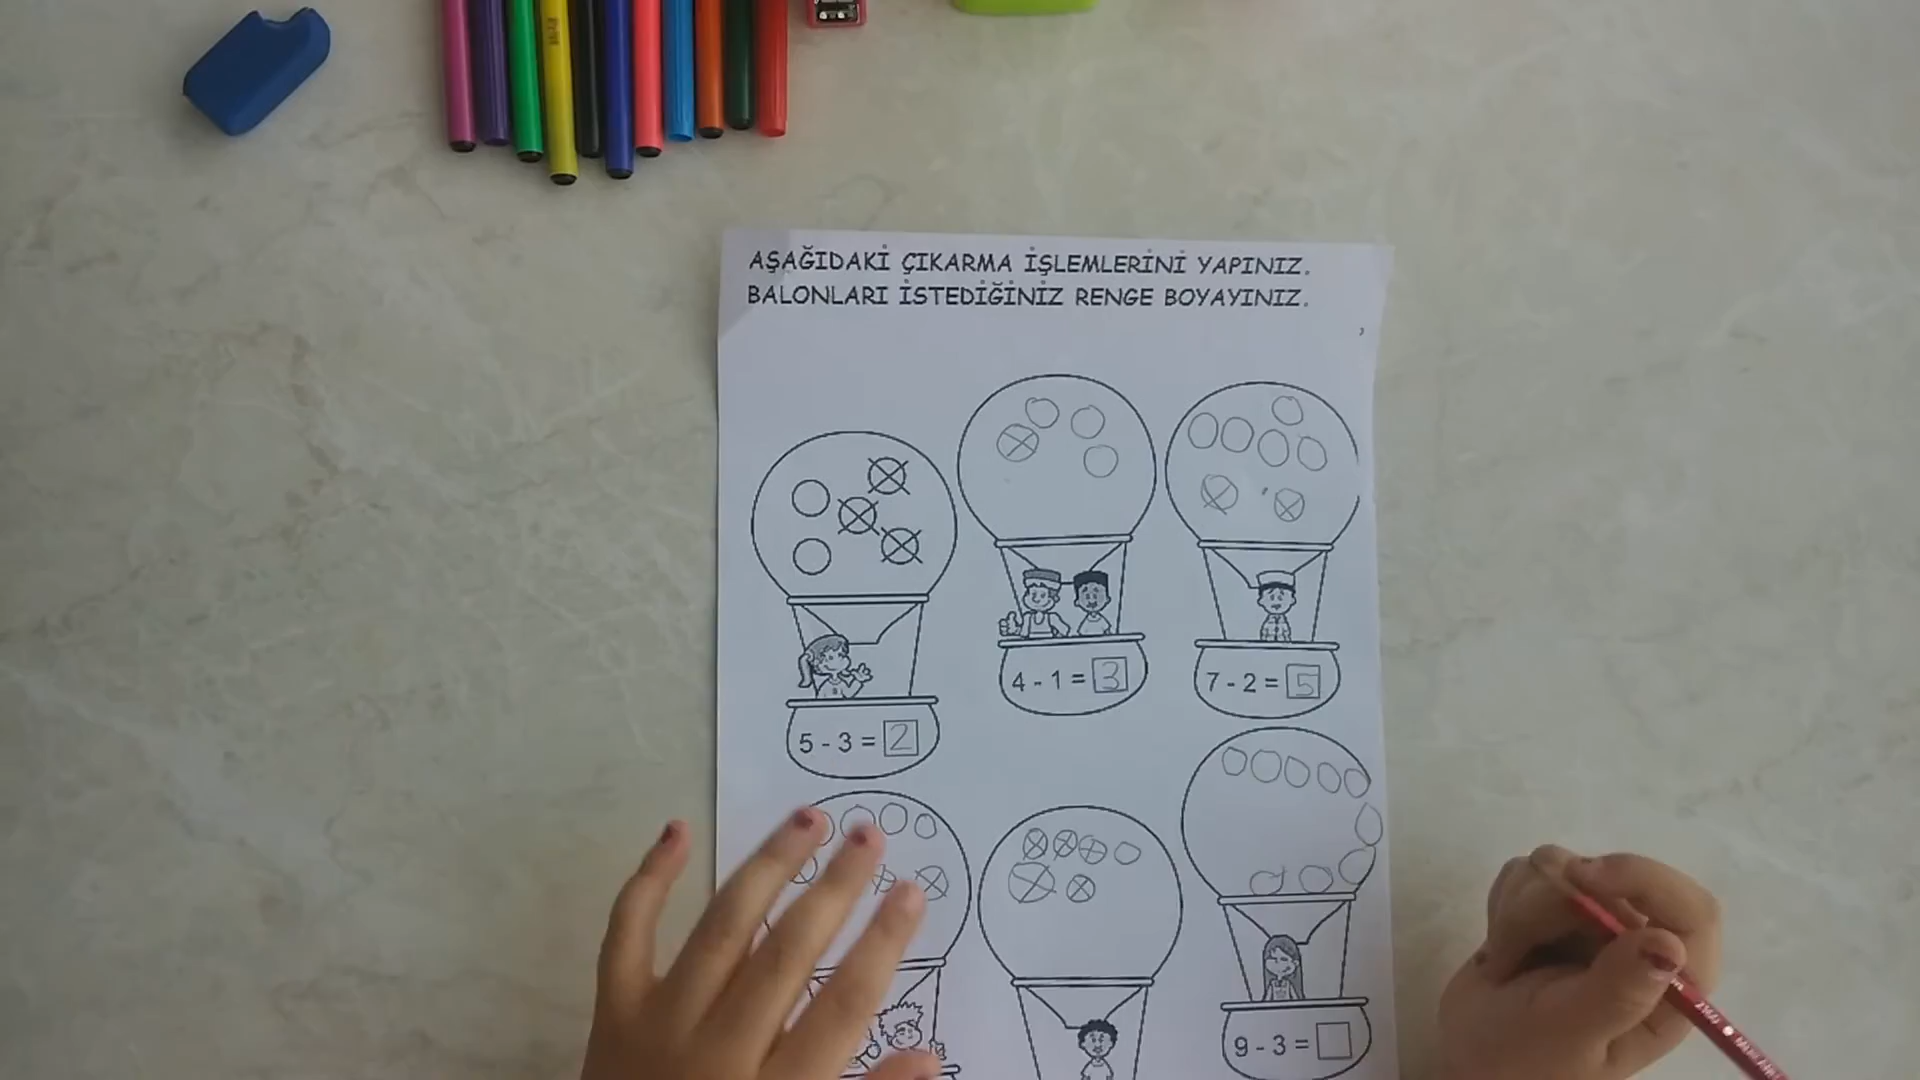 AŞAĞIDAKİ ÇIKARMA İŞLEMLERİNİ YAPINIZ.
BALONLARI İSTEDİĞİNİZ RENGE BOYAYINIZ.
4 - 1 = 3
7 - 2 = 5
5 - 3 = 2
9 - 3 =